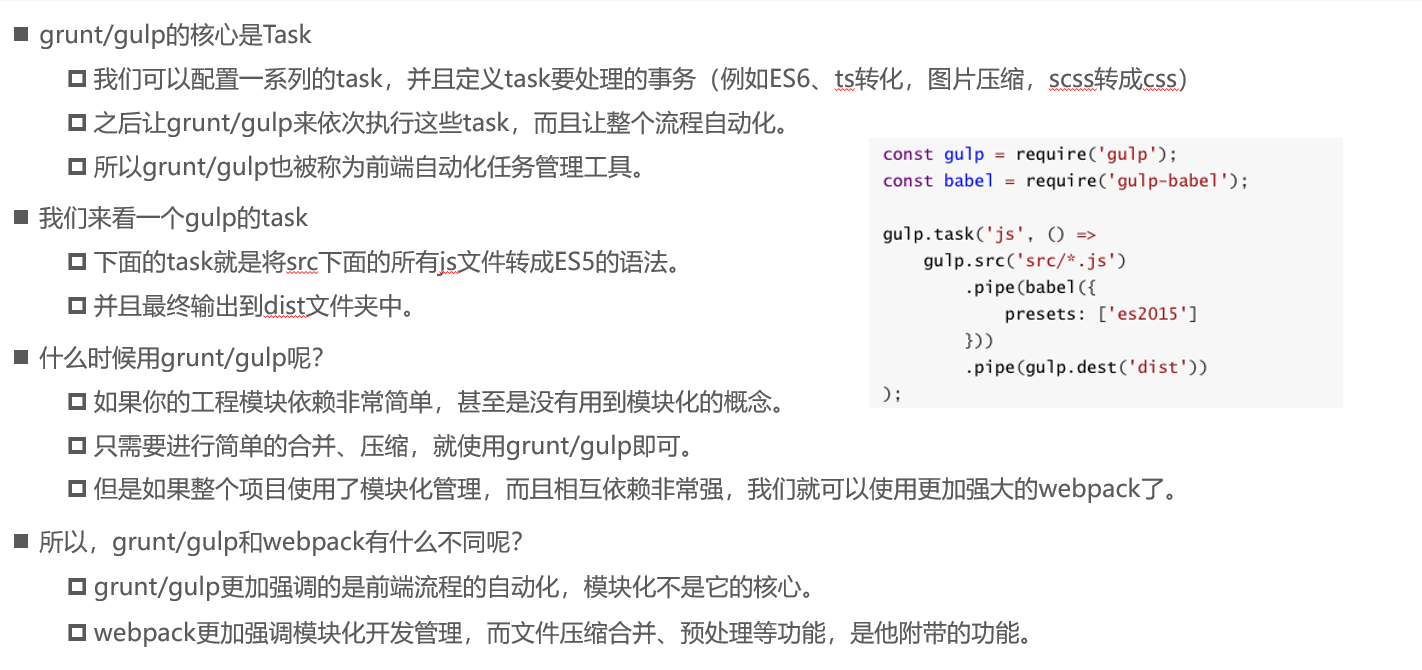 grunt/gulp的核心是Task
我们可以配置一系列的task，并且定义task要处理的事务（例如ES6、ts转化，图片压缩，scss转成css）
之后让grunt/gulp来依次执行这些task，而且让整个流程自动化。
所以grunt/gulp也被称为前端自动化任务管理工具。
我们来看一个gulp的task
下面的task就是将src下面的所有js文件转成ES5的语法。
并且最终输出到dist文件夹中。
const gulp = require('gulp');
const babel = require('gulp-babel');
gulp.task('js', () =>
    gulp.src('src/*.js')
        .pipe(babel({
            presets: ['es2015']
        }))
        .pipe(gulp.dest('dist'))
);
什么时候用grunt/gulp呢？
如果你的工程模块依赖非常简单，甚至是没有用到模块化的概念。
只需要进行简单的合并、压缩，就使用grunt/gulp即可。
但是如果整个项目使用了模块化管理，而且相互依赖非常强，我们就可以使用更加强大的webpack了。
所以，grunt/gulp和webpack有什么不同呢？
grunt/gulp更加强调的是前端流程的自动化，模块化不是它的核心。
webpack更加强调模块化开发管理，而文件压缩合并、预处理等功能，是他附带的功能。